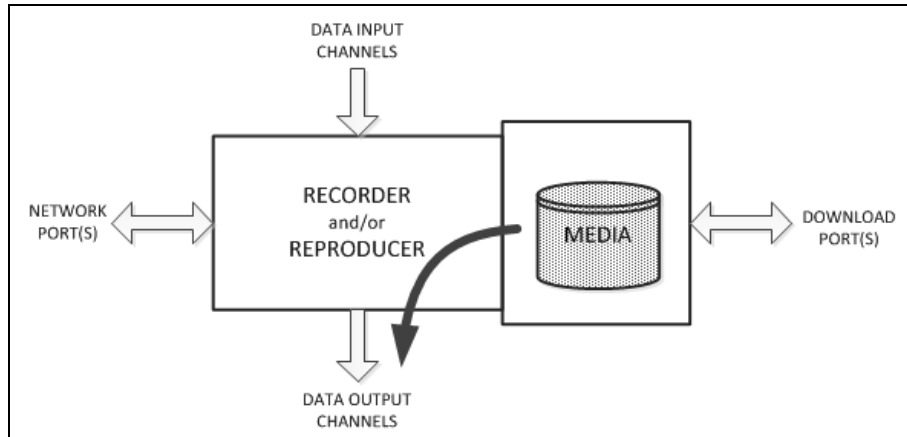 DATA INPUT
CHANNELS
RECORDER
and/or
REPRODUCER
MEDIA
NETWORK
PORT(S)
DOWNLOAD
PORT(S)
DATA OUTPUT
CHANNELS